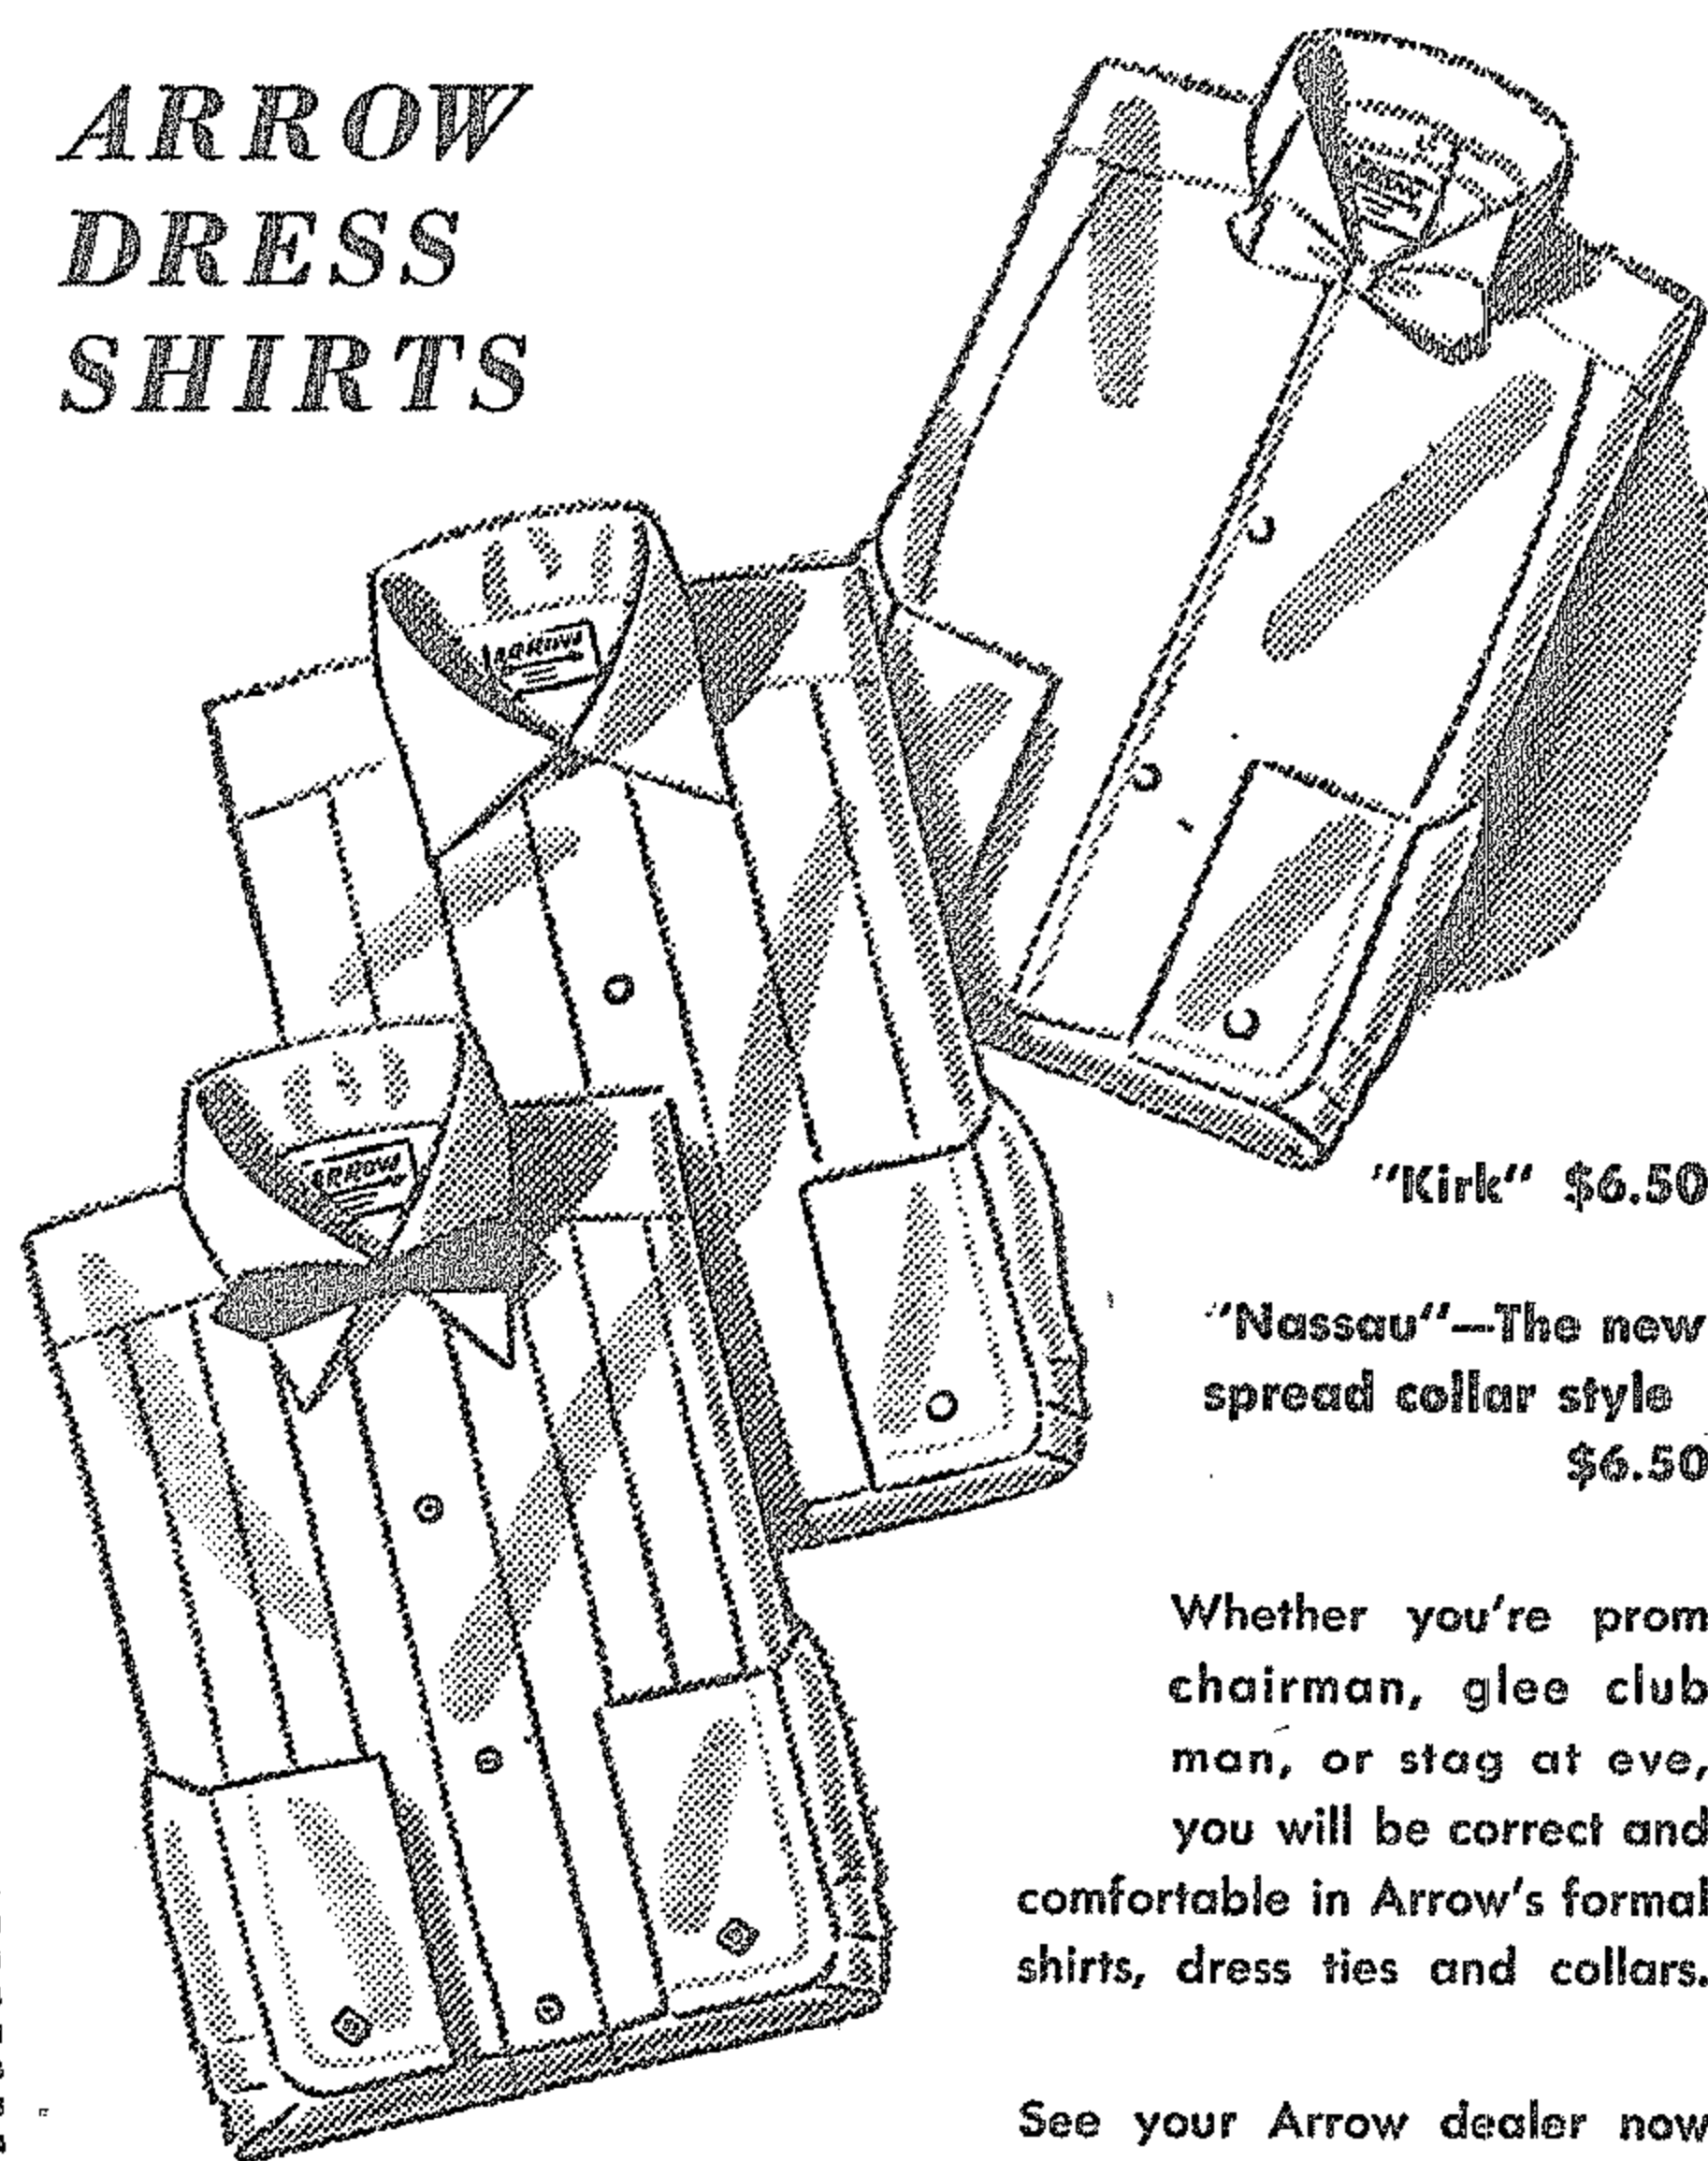 ARROW
DRESS
SHIRTS
ARROW
ARROW
"Kirk" $6.50
"Nassau"—The new
spread collar style
$6.50
Whether you're prom
chairman, glee club
man, or stag at eve,
you will be correct and
comfortable in Arrow's formal
shirts, dress ties and collars.
See your Arrow dealer now